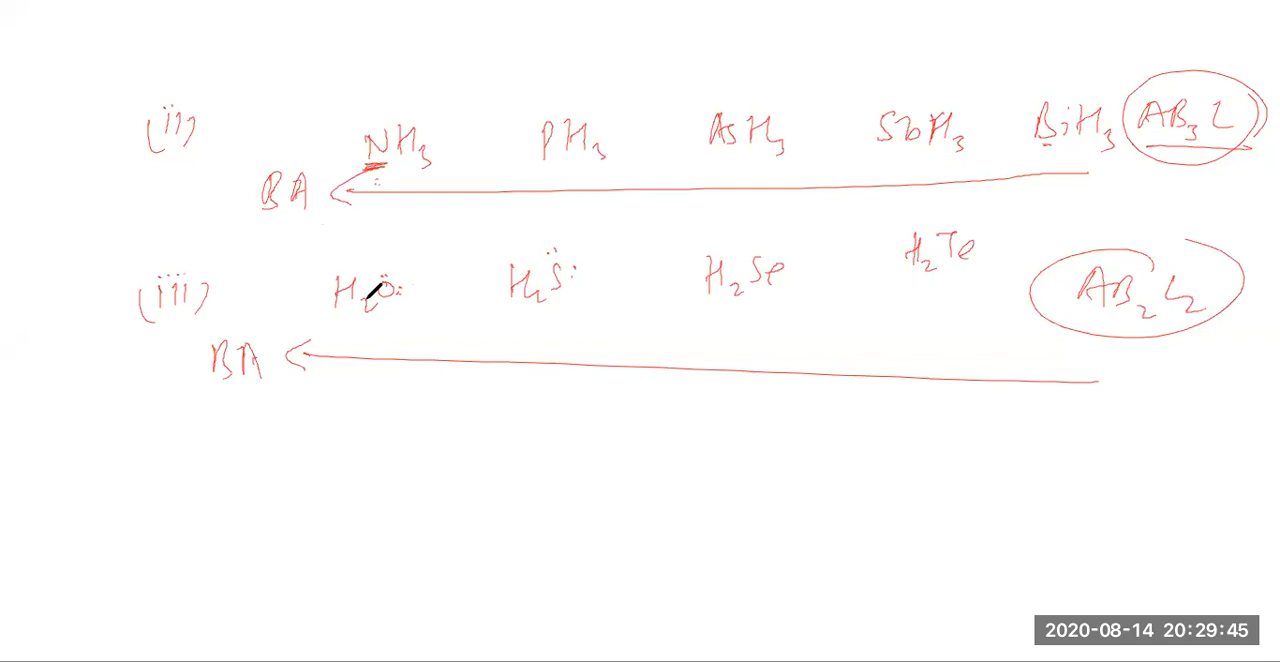 (ii) NH3 PH3 AsH3 SbH3 BiH3 AB3L
BA
(iii) H2O H2S H2Se H2Te AB2L2
BA
2020-08-14 20:29:45